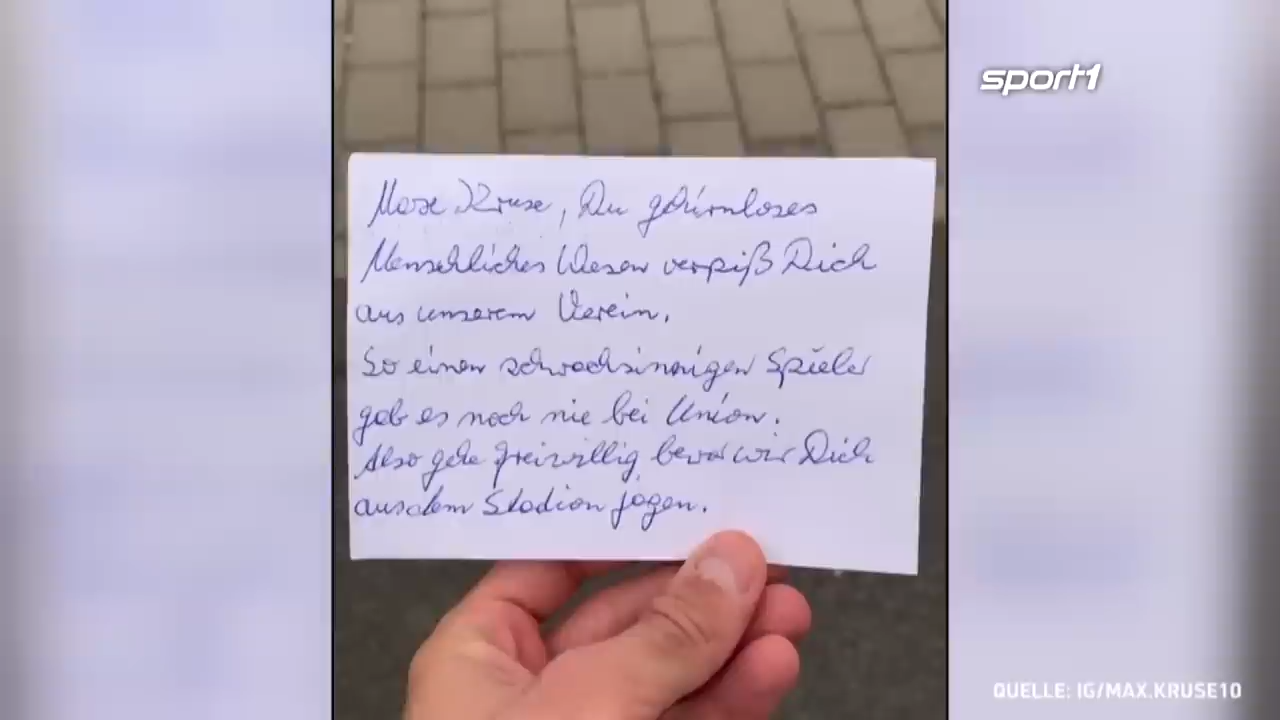 sport1
Max Kruse, Du gehirnloses
Menschliches Wesen verpiß Dich
aus unserem Verein.
So einen schwachsinnigen Spieler
gab es noch nie bei Union.
Also gehe freiwillig bevor wir Dich
aus dem Stadion jagen.
QUELLE: IG/MAX.KRUSE10